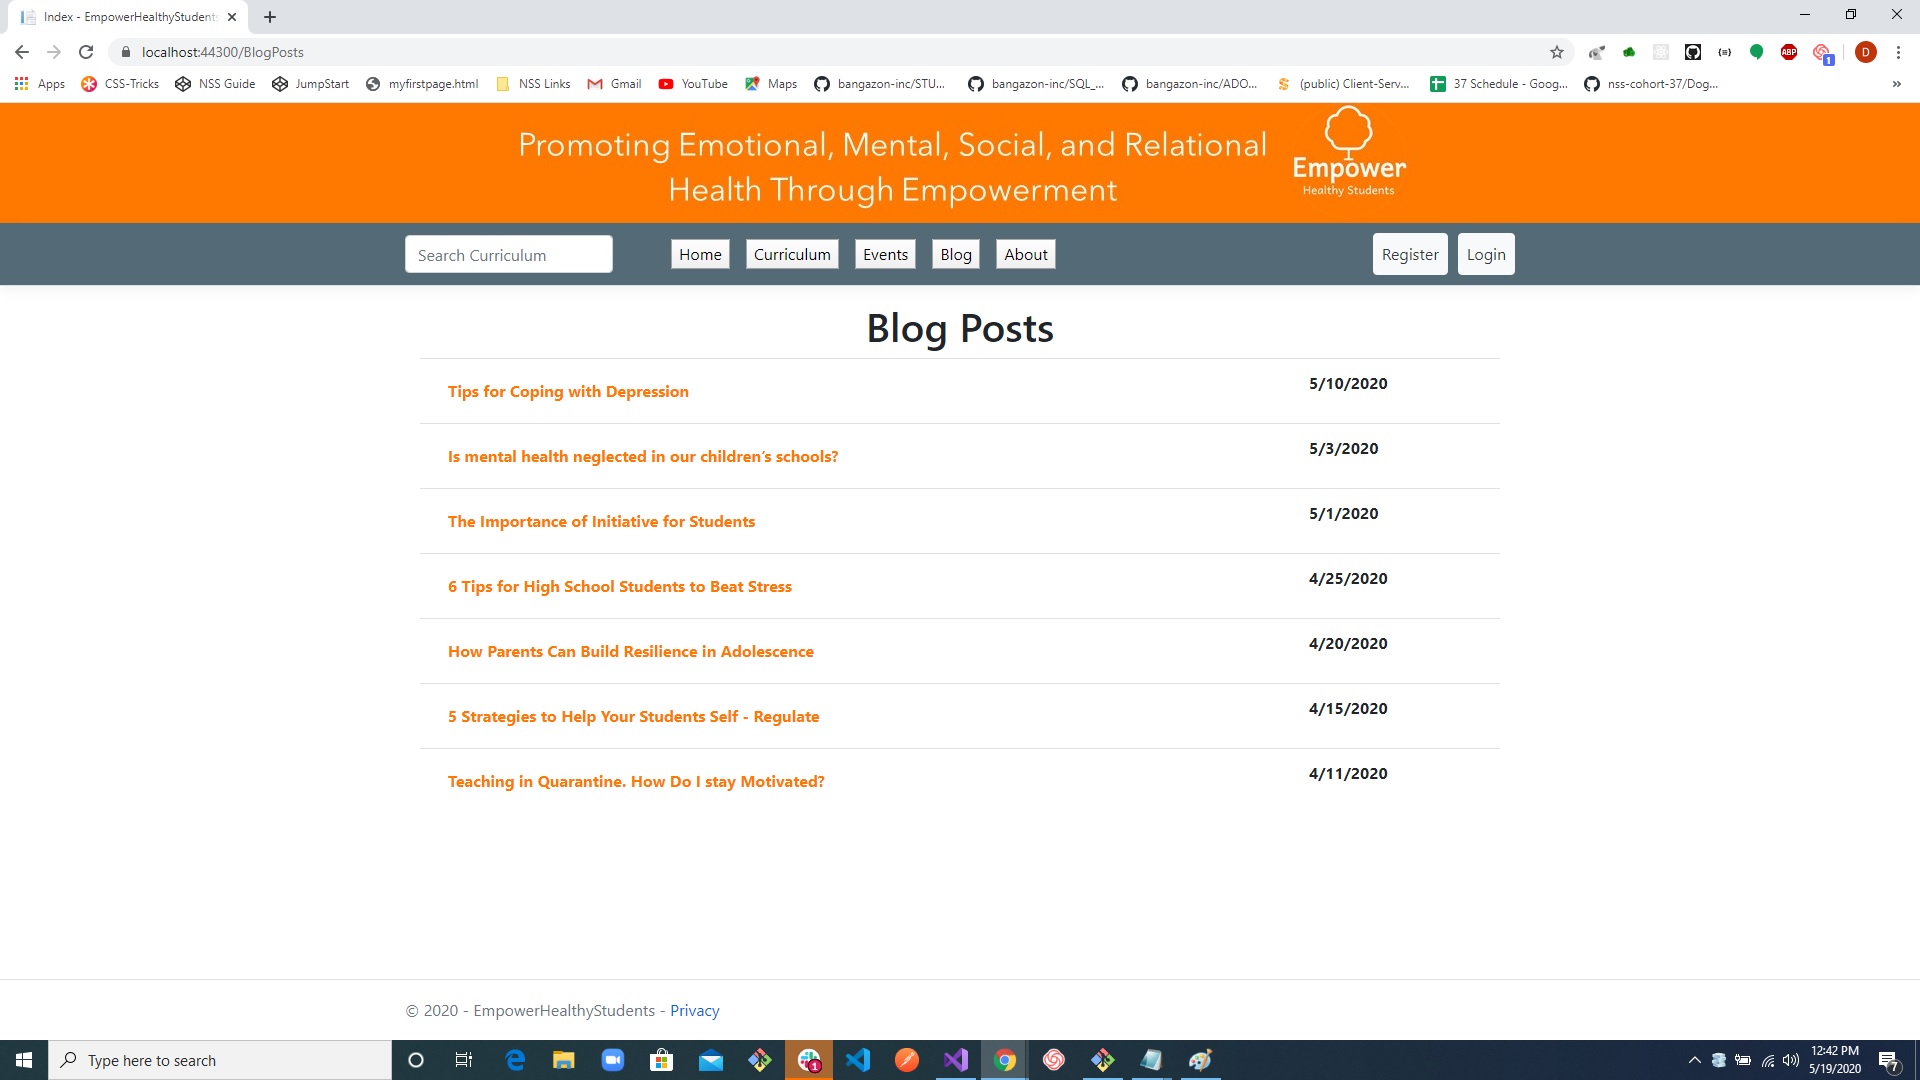 Index - EmpowerHealthyStudents
localhost:44300/BlogPosts
ABP
1
D
Apps
CSS-Tricks
NSS Guide
JumpStart
myfirstpage.html
NSS Links
Gmail
YouTube
Maps
bangazon-inc/STU...
bangazon-inc/SQL_...
bangazon-inc/ADO...
(public) Client-Serv...
37 Schedule - Goog...
nss-cohort-37/Dog...
»
Promoting Emotional, Mental, Social, and Relational
Health Through Empowerment
Empower
Healthy Students
Search Curriculum
Home
Curriculum
Events
Blog
About
Register
Login
Blog Posts
Tips for Coping with Depression
5/10/2020
Is mental health neglected in our children’s schools?
5/3/2020
The Importance of Initiative for Students
5/1/2020
6 Tips for High School Students to Beat Stress
4/25/2020
How Parents Can Build Resilience in Adolescence
4/20/2020
5 Strategies to Help Your Students Self - Regulate
4/15/2020
Teaching in Quarantine. How Do I stay Motivated?
4/11/2020
© 2020 - EmpowerHealthyStudents - Privacy
Type here to search
1
12:42 PM
5/19/2020
7